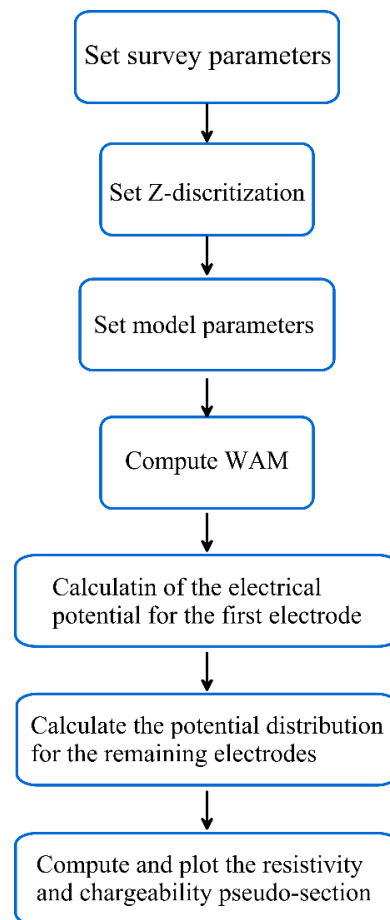 Set survey parameters
Set Z-discritization
Set model parameters
Compute WAM
Calculatin of the electrical
potential for the first electrode
Calculate the potential distribution
for the remaining electrodes
Compute and plot the resistivity
and chargeability pseudo-section